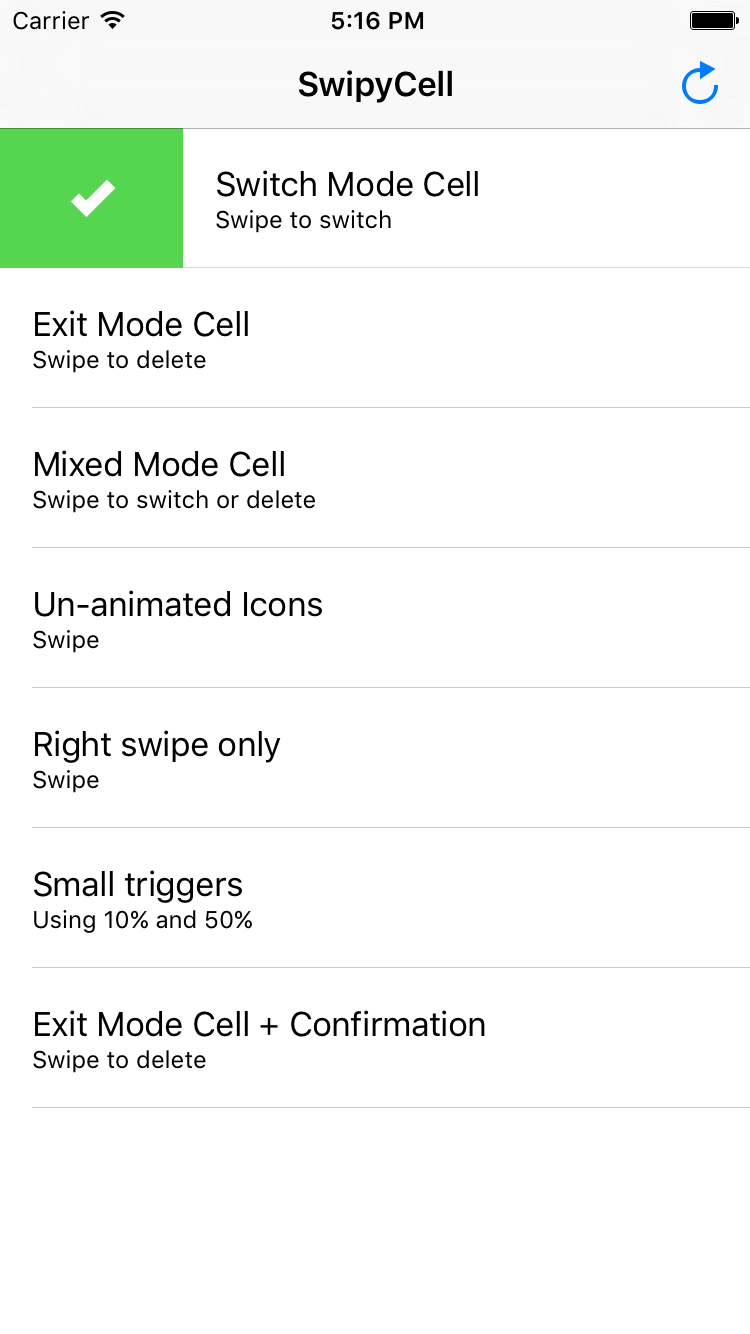 Carrier 5:16 PM
SwipyCell
Switch Mode Cell
Swipe to switch
Exit Mode Cell
Swipe to delete
Mixed Mode Cell
Swipe to switch or delete
Un-animated Icons
Swipe
Right swipe only
Swipe
Small triggers
Using 10% and 50%
Exit Mode Cell + Confirmation
Swipe to delete